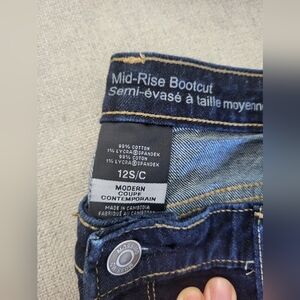 Mid-Rise Bootcut
Semi-évasé à taille moyenne
99% COTTON
1% LYCRA® SPANDEX
99% COTON
1% LYCRA® SPANDEX
12S/C
MODERN
COUPE
CONTEMPORAIN
MADE IN CAMBODIA
FABRIQUÉ AU CAMBODGE